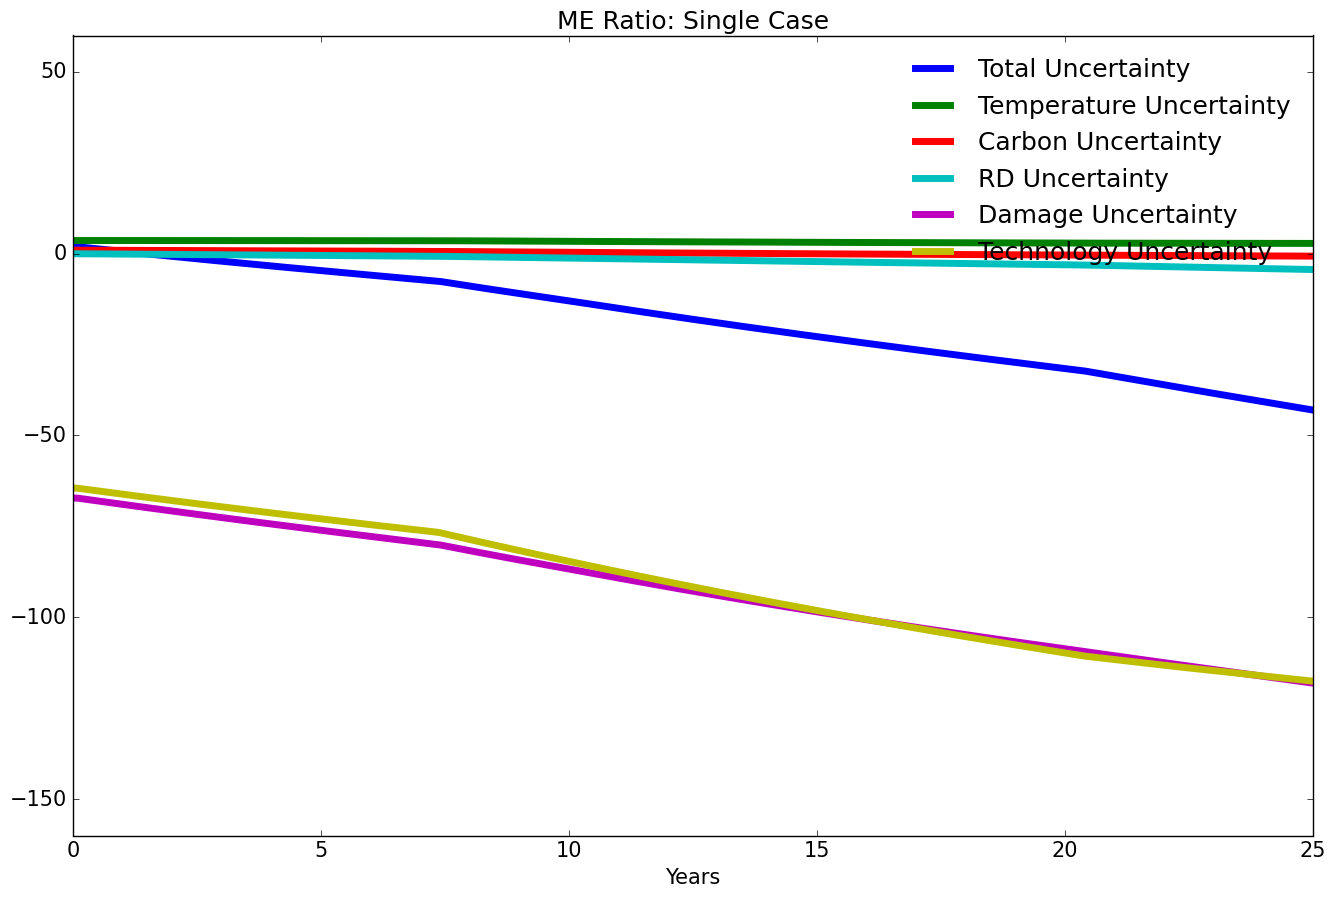 ME Ratio: Single Case
50
0
−50
−100
−150
Total Uncertainty
Temperature Uncertainty
Carbon Uncertainty
RD Uncertainty
Damage Uncertainty
Technology Uncertainty
0 5 10 15 20 25
Years